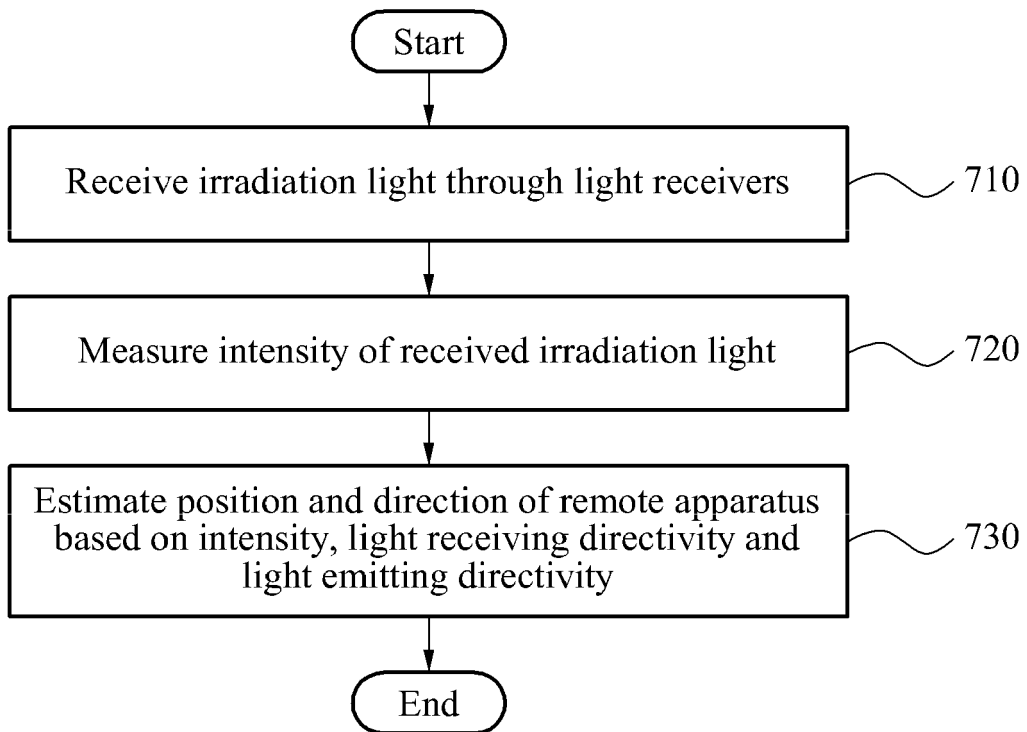 Start
Receive irradiation light through light receivers
710
Measure intensity of received irradiation light
720
Estimate position and direction of remote apparatus
based on intensity, light receiving directivity and
light emitting directivity
730
End